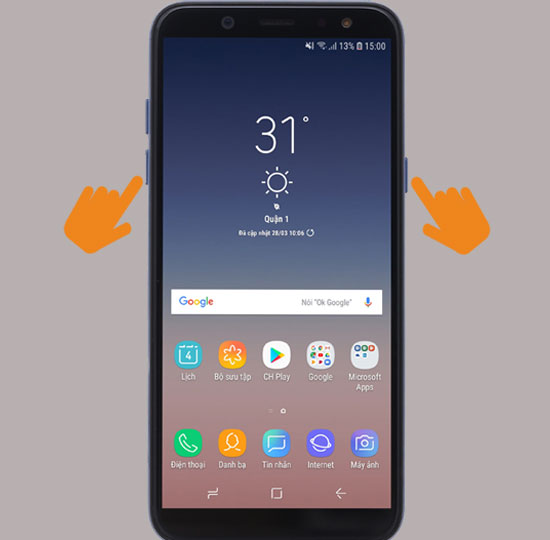 13% 15:00
31°
Quận 1
Đã cập nhật 28/03 10:06
Google
Nói "Ok Google"
4
Lịch
Bộ sưu tập
CH Play
Google
Microsoft Apps
Điện thoại
Danh bạ
Tin nhắn
Internet
Máy ảnh